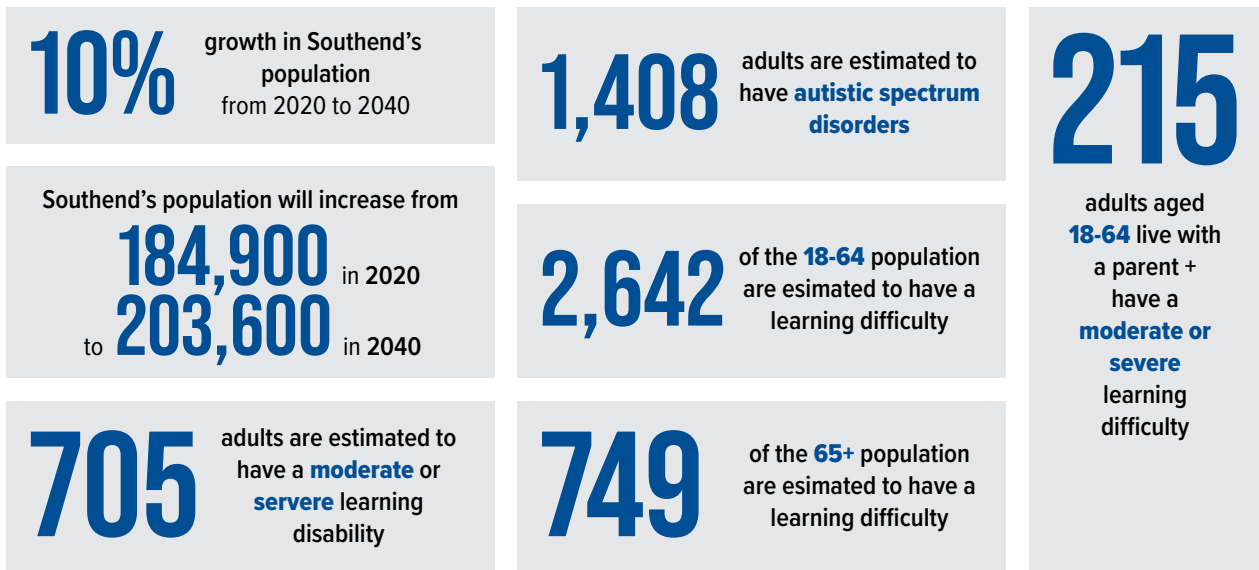 10%
growth in Southend's
population
from 2020 to 2040
Southend's population will increase from
184,900 in 2020
to 203,600 in 2040
705
adults are estimated to
have a moderate or
servere learning
disability
1,408
adults are estimated to
have autistic spectrum
disorders
2,642
of the 18-64 population
are esimated to have a
learning difficulty
749
of the 65+ population
are esimated to have a
learning difficulty
215
adults aged
18-64 live with
a parent +
have a
moderate or
severe
learning
difficulty